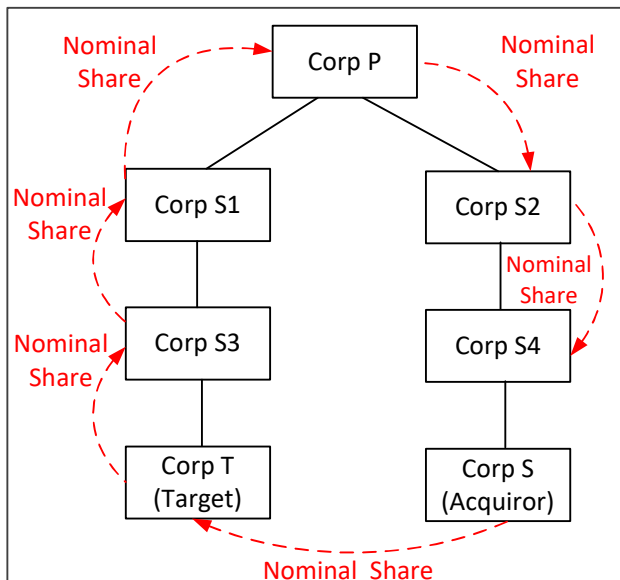 Nominal
Share
Corp P
Nominal
Share
Nominal
Share
Corp S1
Corp S2
Nominal
Share
Nominal
Share
Corp S3
Corp S4
Corp T
(Target)
Corp S
(Acquiror)
Nominal Share